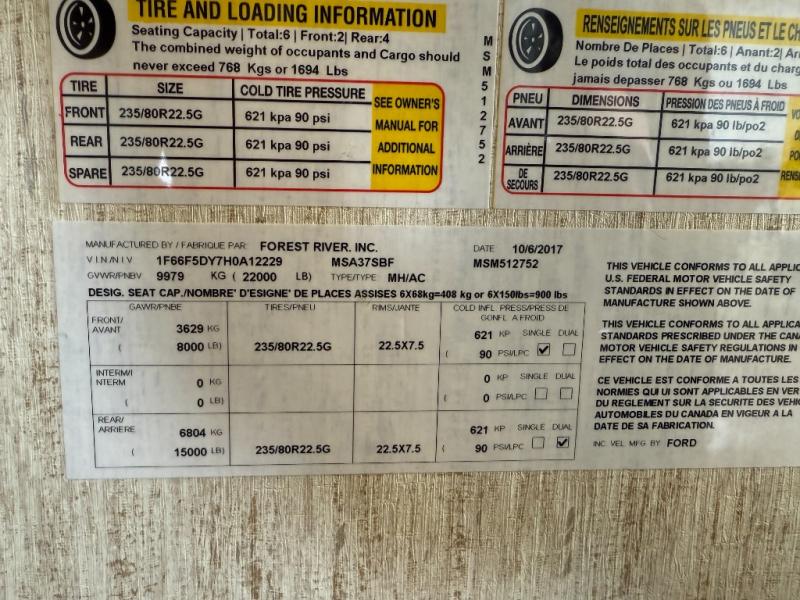 TIRE AND LOADING INFORMATION
Seating Capacity | Total:6 | Front:2| Rear:4
The combined weight of occupants and Cargo should
never exceed 768 Kgs or 1694 Lbs
TIRE SIZE COLD TIRE PRESSURE
FRONT 235/80R22.5G 621 kpa 90 psi
REAR 235/80R22.5G 621 kpa 90 psi
SPARE 235/80R22.5G 621 kpa 90 psi
SEE OWNER'S
MANUAL FOR
ADDITIONAL
INFORMATION
MSM512752
RENSEIGNEMENTS SUR LES PNEUS ET LE
Nombre De Places | Total:6 | Anant:2|
Le poids total des occupants et du
jamais depasser 768 Kgs ou 1694 Lbs
PNEU DIMENSIONS PRESSION DES PNEUS À FROID
AVANT 235/80R22.5G 621 kpa 90 lb/po2
ARRIÈRE 235/80R22.5G 621 kpa 90 lb/po2
DE
SECOURS 235/80R22.5G 621 kpa 90 lb/po2
MANUFACTURED BY / FABRIQUE PAR: FOREST RIVER. INC. DATE 10/6/2017
VIN/NIV 1F66F5DY7H0A12229 MSA37SBF MSM512752
GVWR/PNBV 9979 KG ( 22000 LB) TYPE/TYPE MH/AC
DESIG. SEAT CAP./NOMBRE' D'ESIGNE' DE PLACES ASSISES 6X68kg=408 kg or 6X150lbs=900 lbs
GAWR/PNBE TIRES/PNEU RIMS/JANTE COLD INFL PRESS/PRESS DE
GONFL A FROID
FRONT/
AVANT 3629 KG 621 KP SINGLE DUAL
( 8000 LB) 235/80R22.5G 22.5X7.5 ( 90 PSI/LPC
INTERM/I
NTERM 0 KG 0 KP SINGLE DUAL
( 0 LB) ( 0 PSI/LPC
REAR/
ARRIERE 6804 KG 621 KP SINGLE DUAL
( 15000 LB) 235/80R22.5G 22.5X7.5 ( 90 PSI/LPC
THIS VEHICLE CONFORMS TO ALL
U.S. FEDERAL MOTOR VEHICLE SAFETY
STANDARDS IN EFFECT ON THE DATE OF
MANUFACTURE SHOWN ABOVE.
THIS VEHICLE CONFORMS TO ALL
STANDARDS PRESCRIBED UNDER THE
MOTOR VEHICLE SAFETY REGULATIONS IN
EFFECT ON THE DATE OF MANUFACTURE.
CE VEHICULE EST CONFORME A TOUTES LES
NORMIES QUI UI SONT APPLICABLES EN
DU REGLEMENT SUR LA SECURITE DES
AUTOMOBILES DU CANADA EN VIGEUR A LA
DATE DE SA FABRICATION.
INC VEL MFG BY FORD